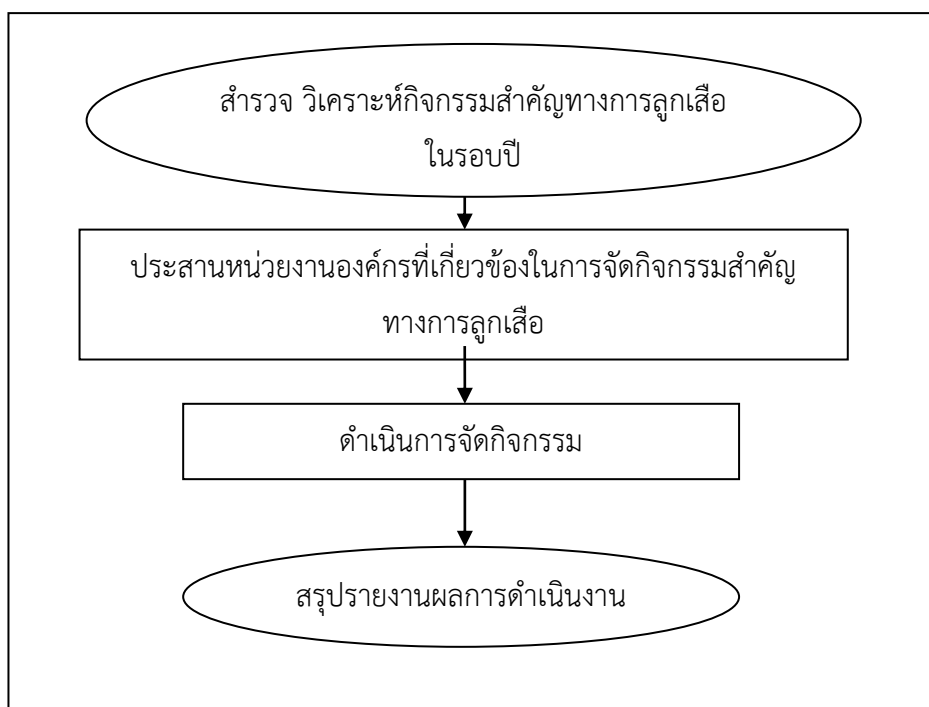 สำรวจ วิเคราะห์กิจกรรมสำคัญทางการลูกเสือ
ในรอบปี
ประสานหน่วยงานองค์กรที่เกี่ยวข้องในการจัดกิจกรรมสำคัญ
ทางการลูกเสือ
ดำเนินการจัดกิจกรรม
สรุปรายงานผลการดำเนินงาน